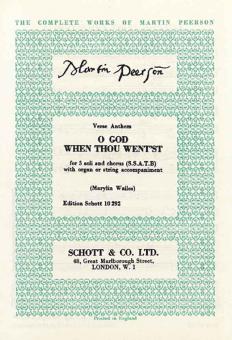 THE COMPLETE WORKS OF MARTIN PEERSON
Martin Peerson
Verse Anthem
O GOD
WHEN THOU WENT'ST
for 5 soli and chorus (S.S.A.T.B)
with organ or string accompaniment
(Marylin Wailes)
Edition Schott 10 292
SCHOTT & CO. LTD.
48, Great Marlborough Street,
LONDON, W. 1
Printed in England